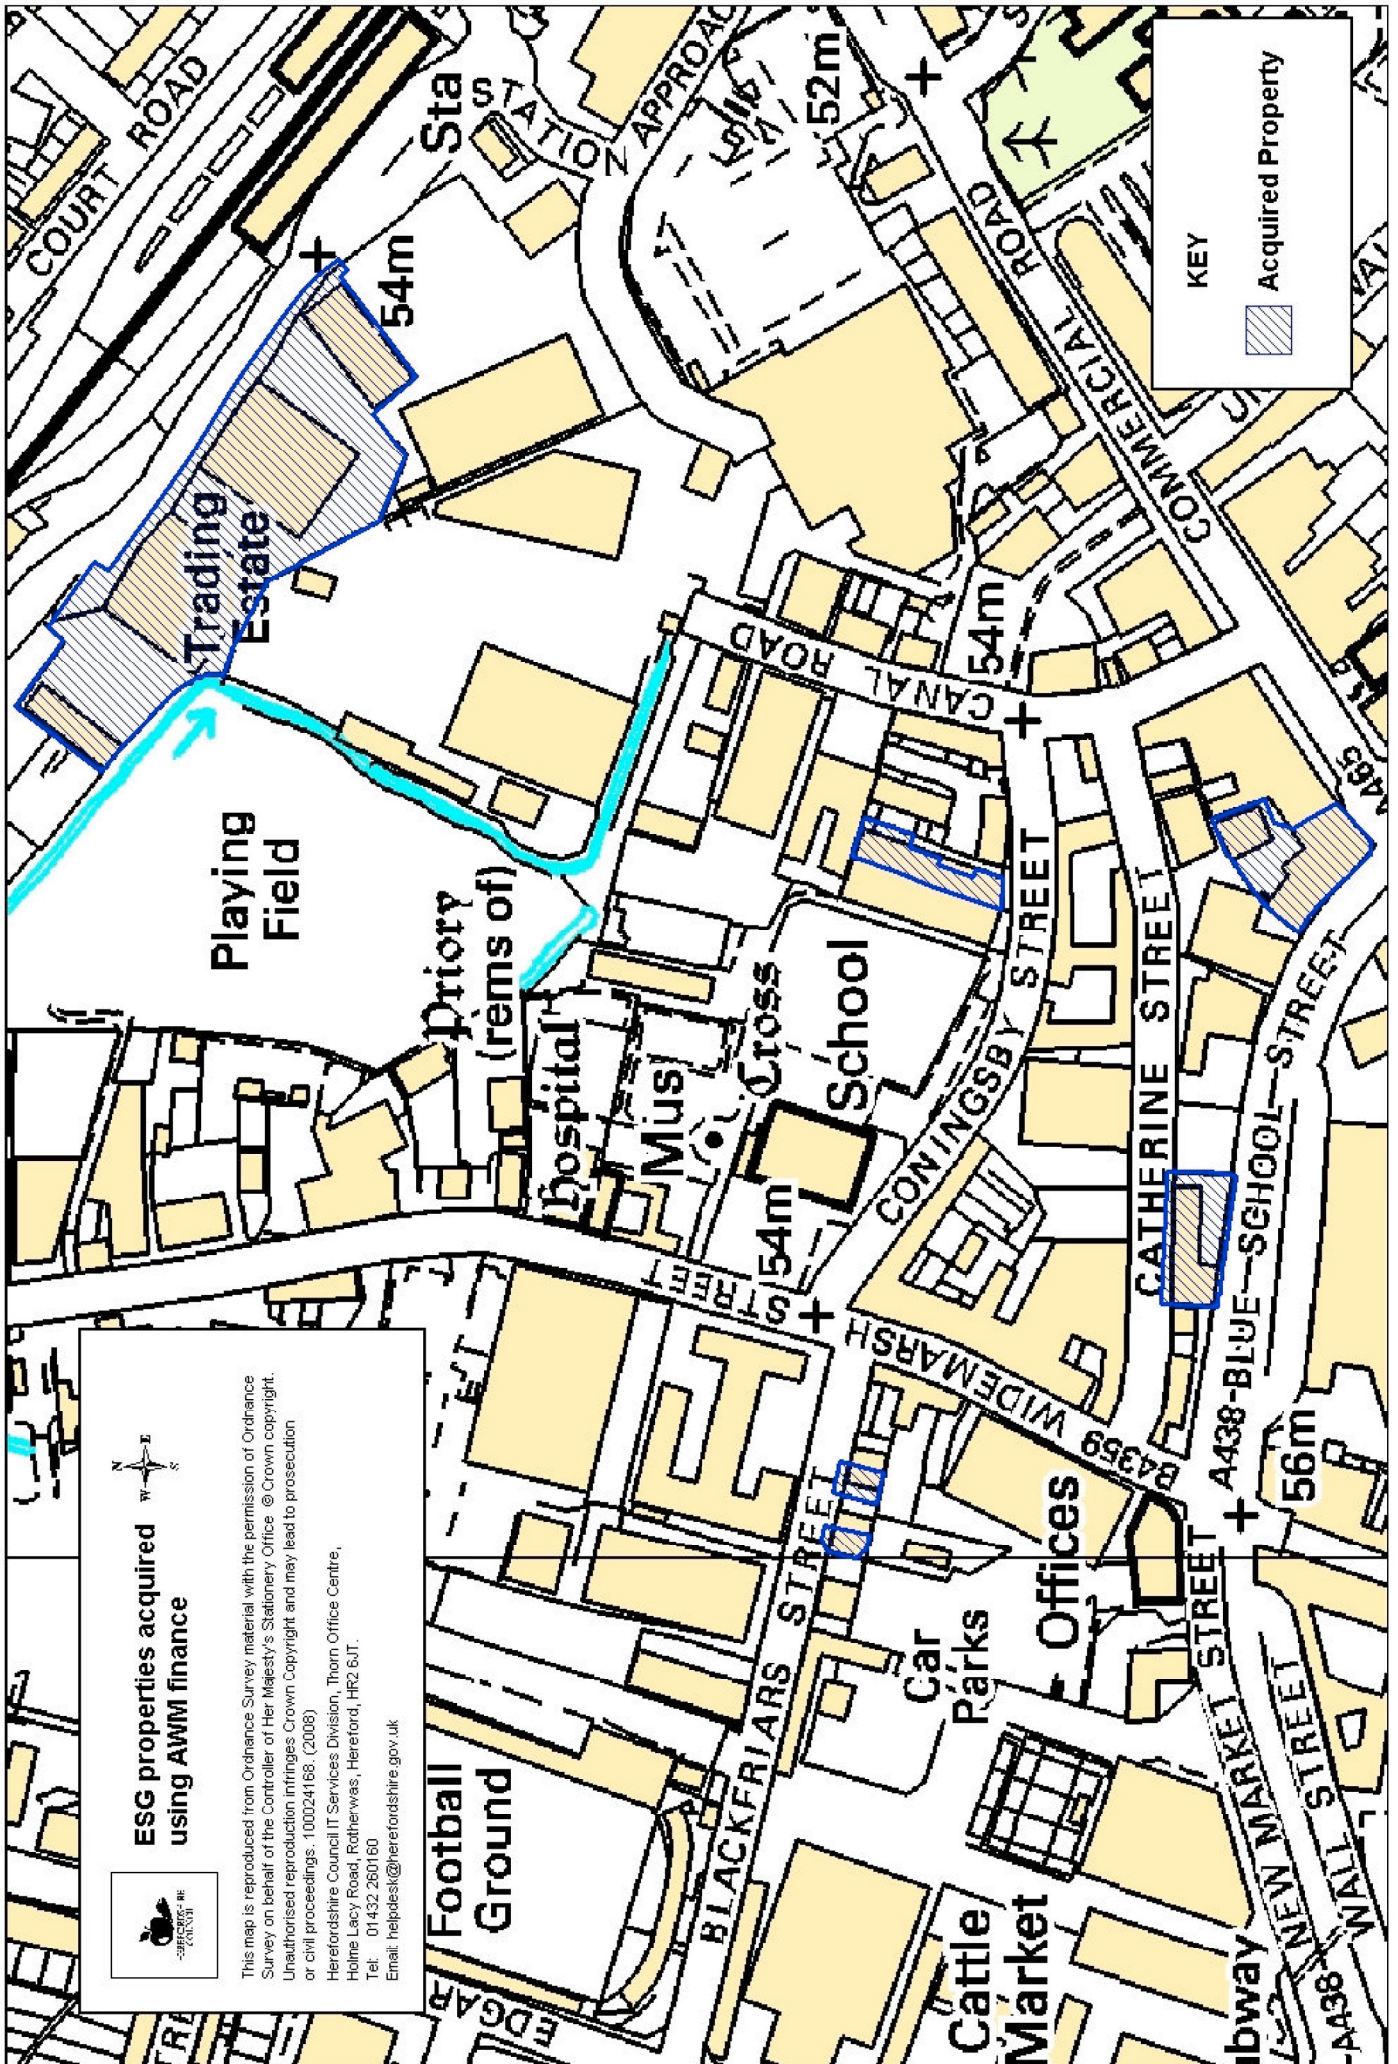 ESG properties acquired
using AWM finance
N
W
E
S
HEREFORDSHIRE
COUNCIL
This map is reproduced from Ordnance Survey material with the permission of Ordnance
Survey on behalf of the Controller of Her Majesty's Stationery Office © Crown copyright.
Unauthorised reproduction infringes Crown Copyright and may lead to prosecution
or civil proceedings. 100024168. (2008)
Herefordshire Council IT Services Division, Thorn Office Centre,
Holme Lacy Road, Rotherwas, Hereford, HR2 6JT.
Tel: 01432 260160
Email: helpdesk@herefordshire.gov.uk
COURT ROAD
Sta
STATION APPROAC
54m
Trading
Estate
Playing
Field
Priory
(rems of)
Hospital
Mus
Cross
School
54m
STREET
Football
Ground
EDGAR
BLACKFRIARS STREET
WIDEMARSH
B4359
CONINGSBY STREET
CANAL ROAD
54m
52m
COMMERCIAL ROAD
CATHERINE STREET
A438-BLUE-SCHOOL-STREET
A465
56m
Offices
Car
Parks
Cattle
Market
NEW MARKET STREET
WALL STREET
A438
bway
KEY
Acquired Property